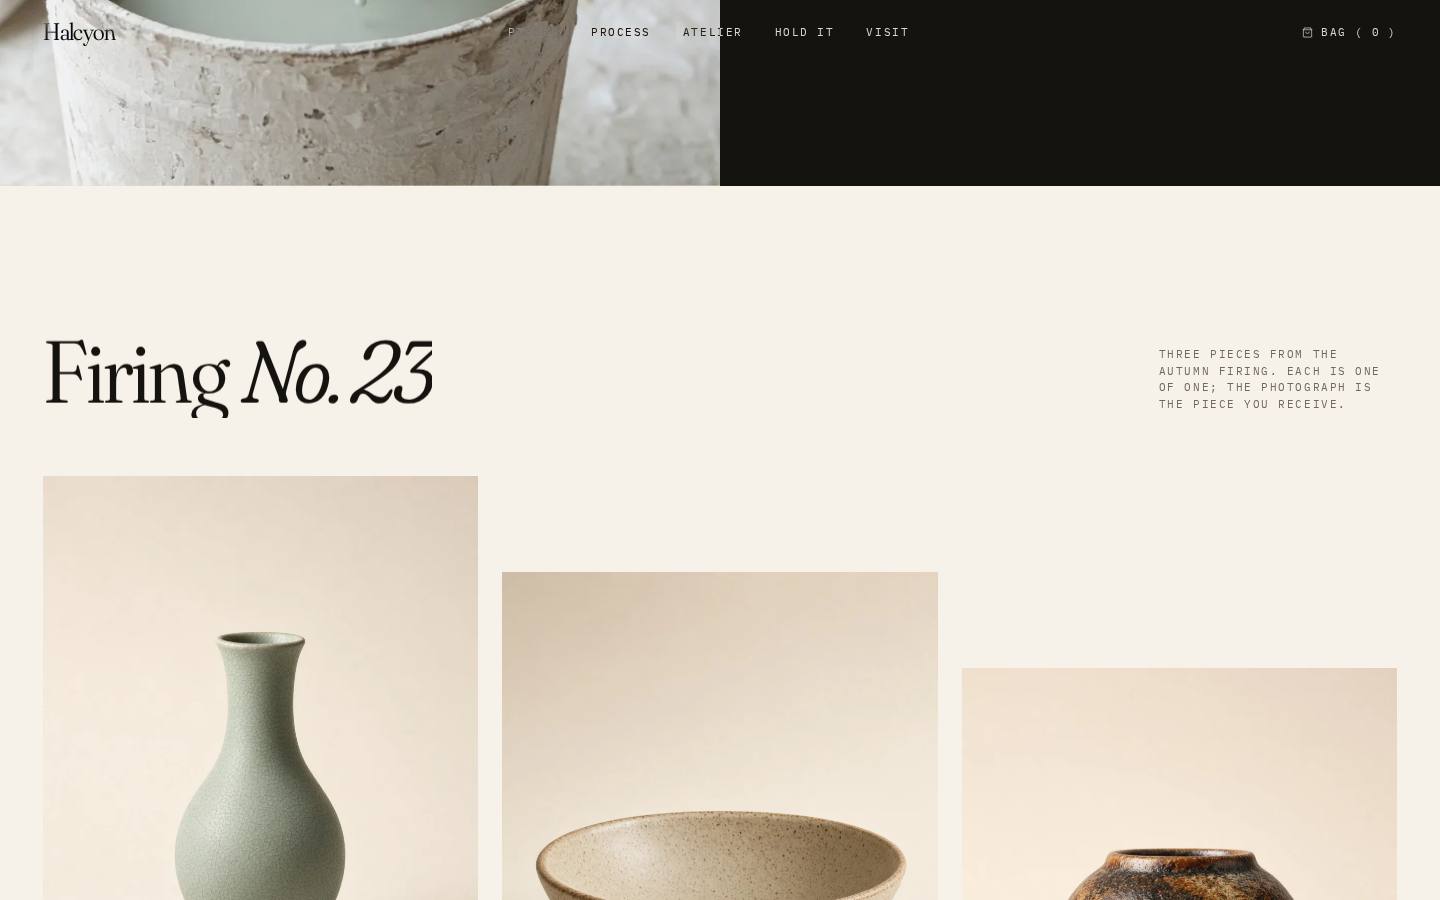 Halcyon
PROCESS
ATELIER
HOLD IT
VISIT
BAG ( 0 )
Firing No. 23
THREE PIECES FROM THE
AUTUMN FIRING. EACH IS ONE
OF ONE; THE PHOTOGRAPH IS
THE PIECE YOU RECEIVE.